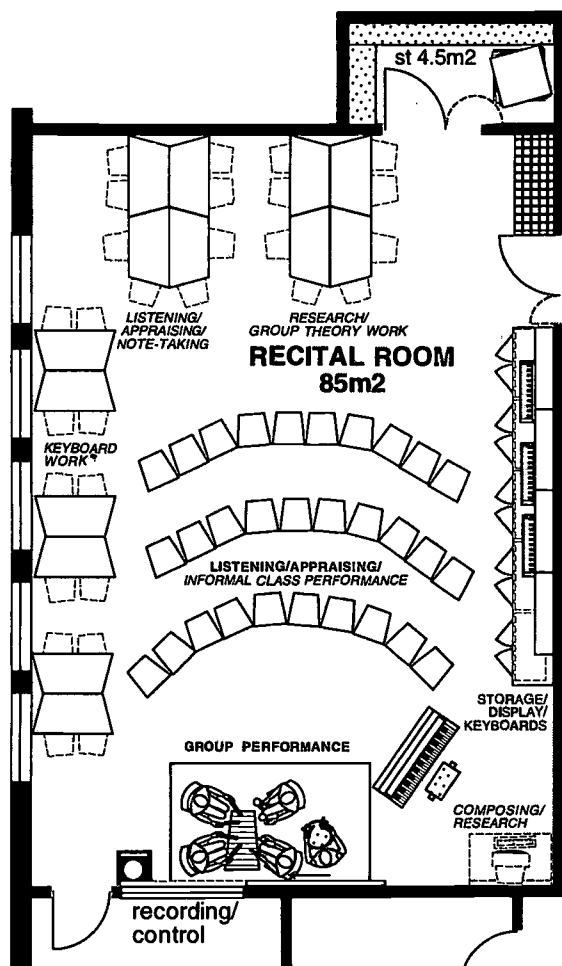 st 4.5m2
LISTENING/
APPRAISING/
NOTE-TAKING
RESEARCH/
GROUP THEORY WORK
RECITAL ROOM
85m2
KEYBOARD
WORK
LISTENING/APPRAISING/
INFORMAL CLASS PERFORMANCE
STORAGE/
DISPLAY/
KEYBOARDS
GROUP PERFORMANCE
COMPOSING/
RESEARCH
recording/
control